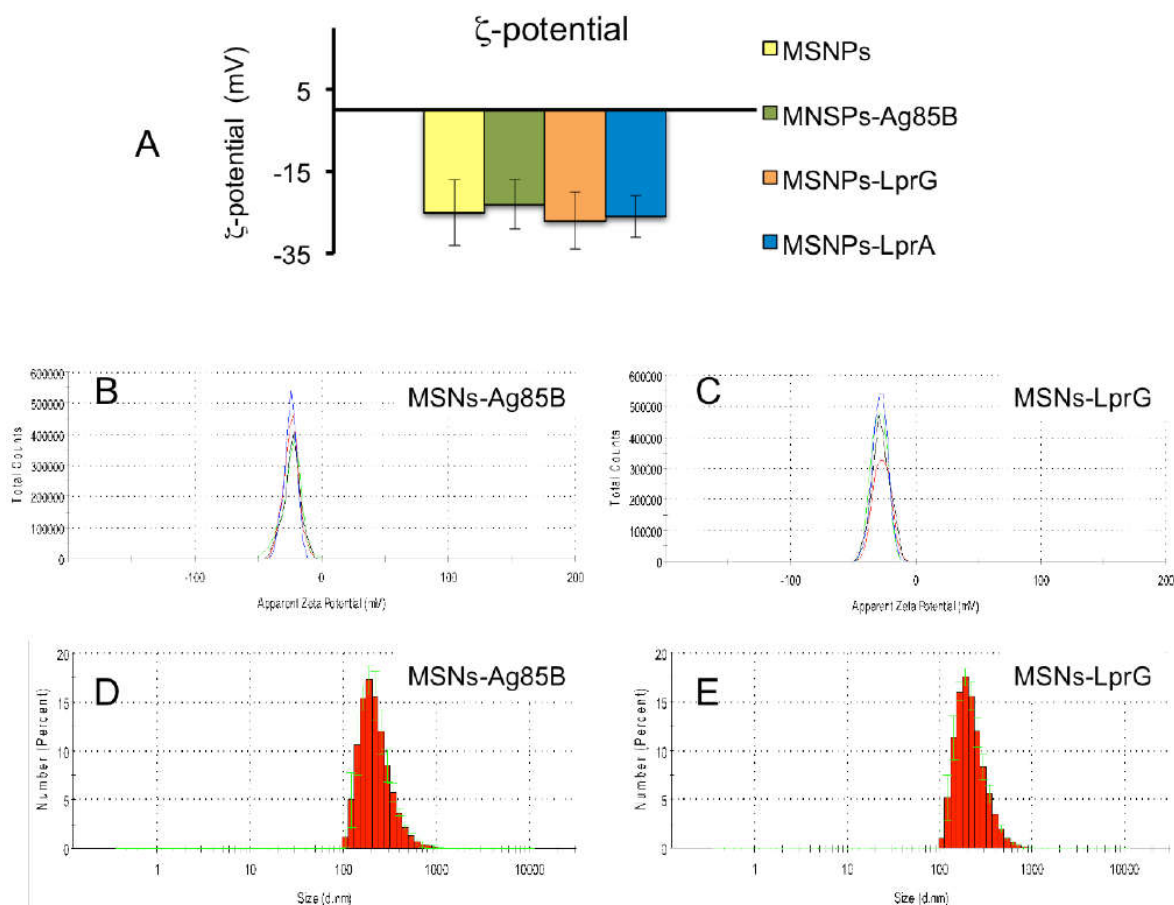 ζ-potential
A
ζ-potential (mV)
5
-15
-35
MSNPs
MNSPs-Ag85B
MSNPs-LprG
MSNPs-LprA
B
MSNs-Ag85B
Total Counts
600000
500000
400000
300000
200000
100000
0
-100
0
100
200
Apparent Zeta Potential (mV)
C
MSNs-LprG
Total Counts
600000
500000
400000
300000
200000
100000
0
-100
0
100
200
Apparent Zeta Potential (mV)
D
MSNs-Ag85B
Number (Percent)
20
15
10
5
0
1
10
100
1000
10000
Size (d.nm)
E
MSNs-LprG
Number (Percent)
20
15
10
5
0
1
10
100
1000
10000
Size (d.nm)